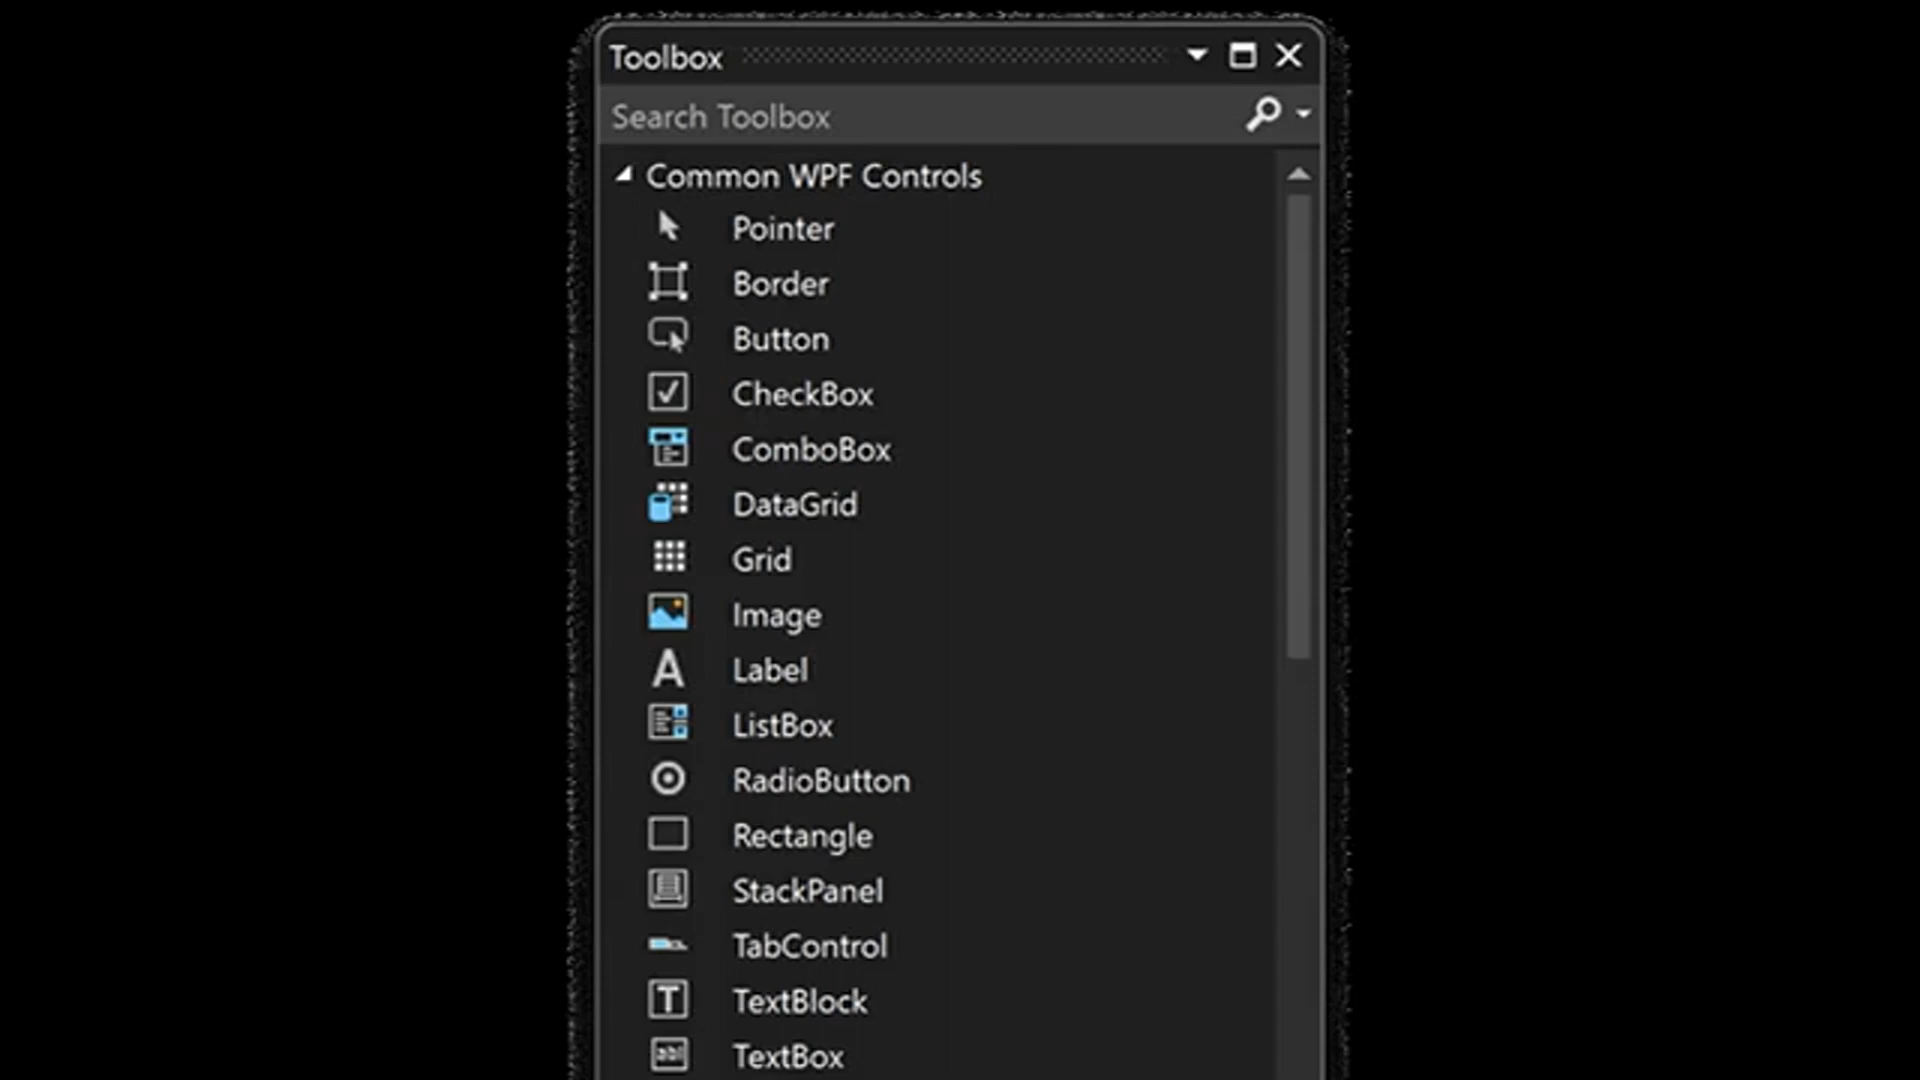 Toolbox
Search Toolbox
Common WPF Controls
Pointer
Border
Button
CheckBox
ComboBox
DataGrid
Grid
Image
Label
ListBox
RadioButton
Rectangle
StackPanel
TabControl
TextBlock
TextBox